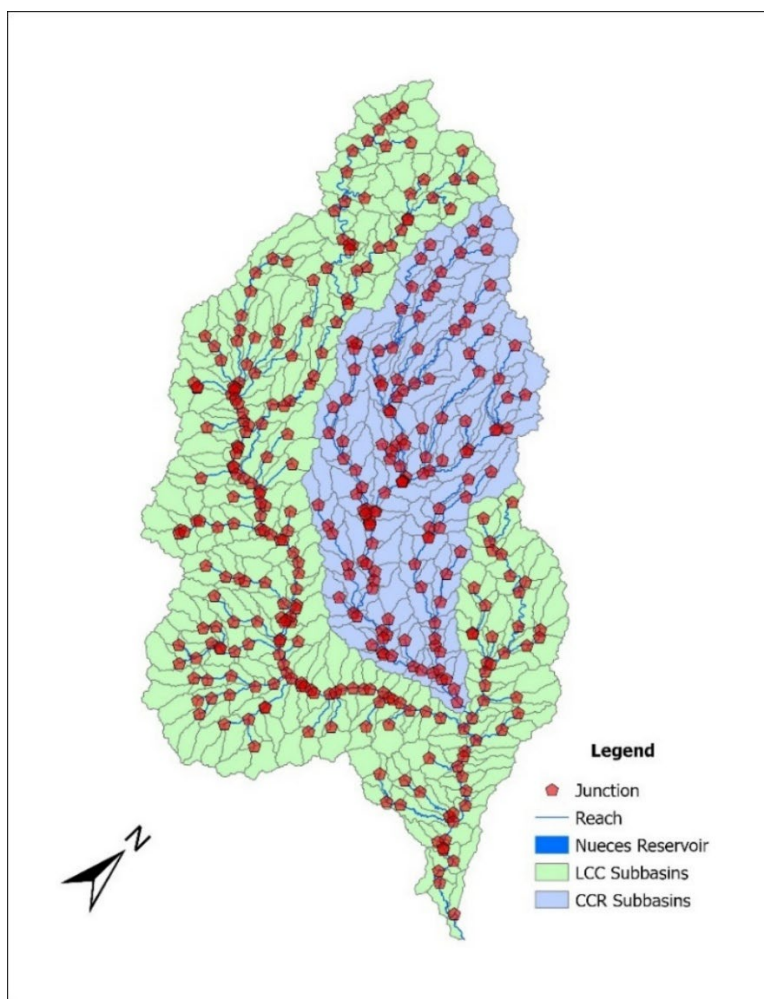 Legend
Junction
Reach
Nueces Reservoir
LCC Subbasins
CCR Subbasins
N